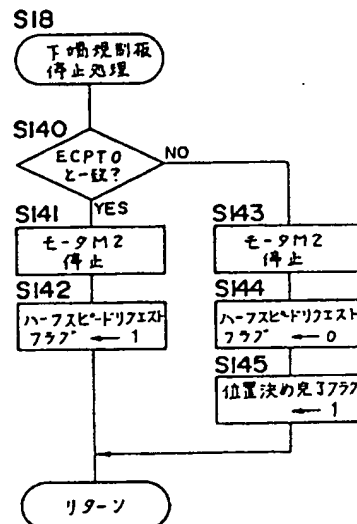 S18
下端規制板
停止処理
S140
ECPTO
と一致?
NO
YES
S141
モータM2
停止
S142
ハーフスピードリクエスト
フラグ ← 1
S143
モータM2
停止
S144
ハーフスピードリクエスト
フラグ ← 0
S145
位置決め完了フラグ
← 1
リターン